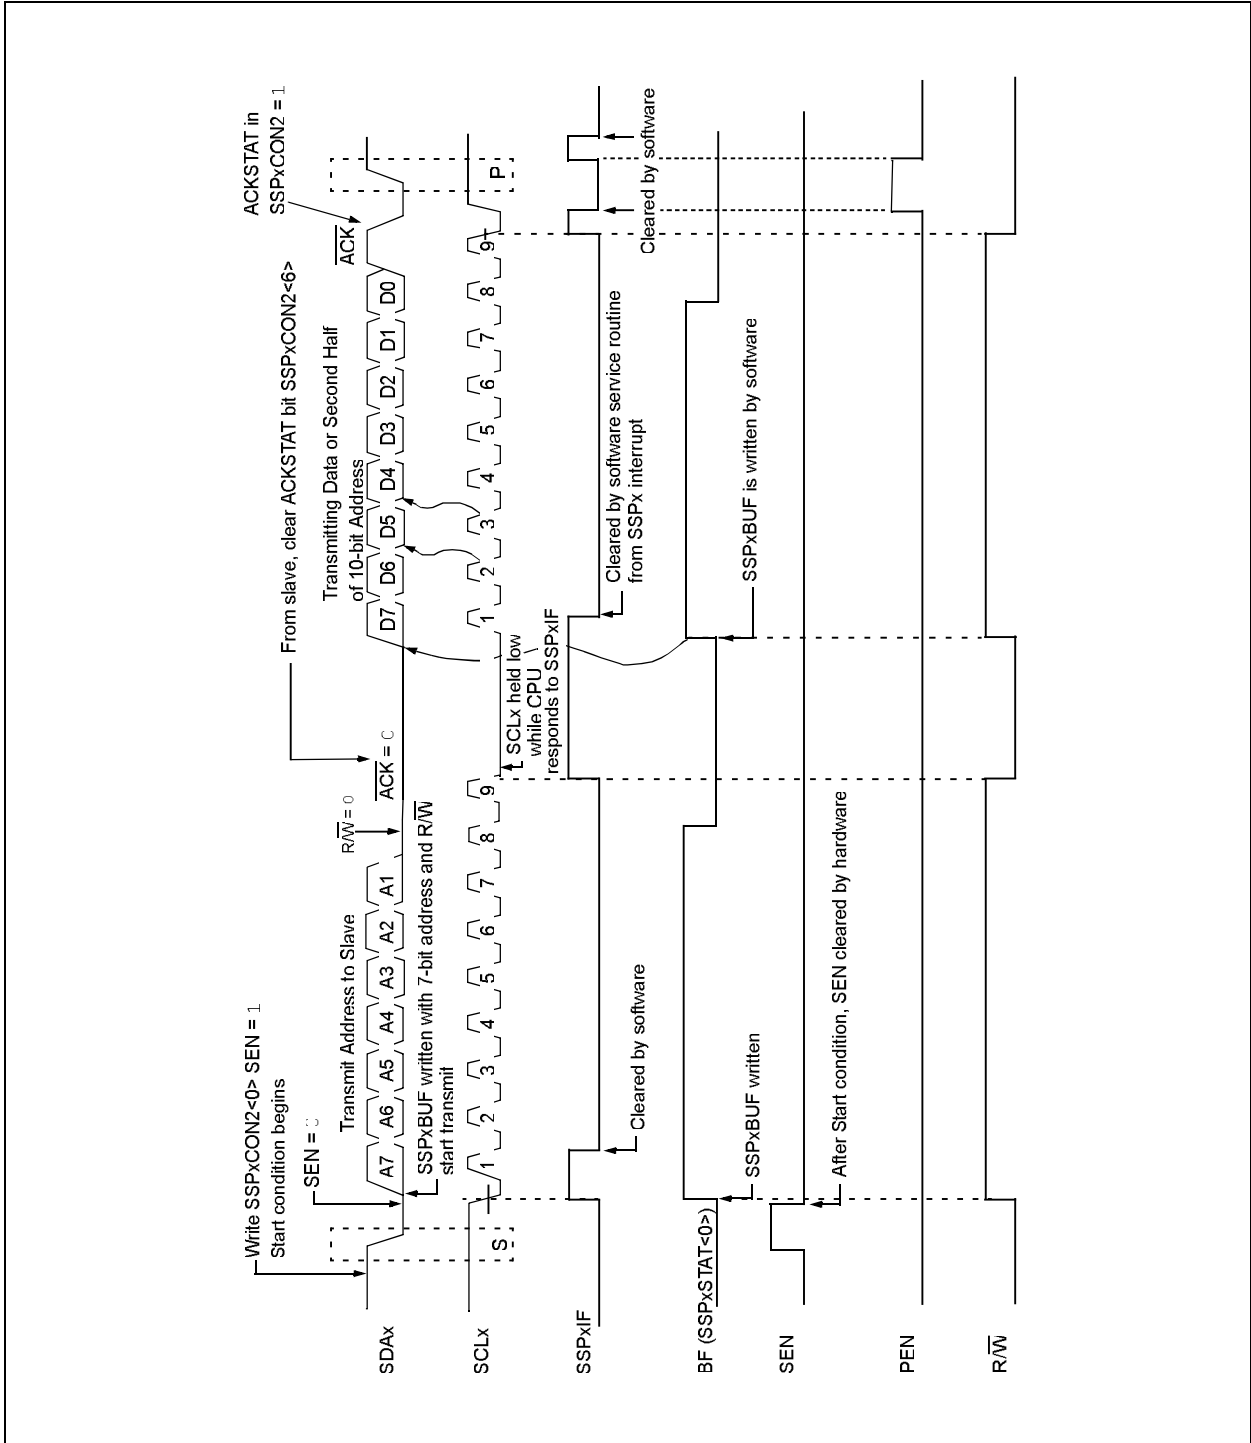 Write SSPxCON2<0> SEN = 1
Start condition begins
SEN = 0
From slave, clear ACKSTAT bit SSPxCON2<6>
ACKSTAT in
SSPxCON2 = 1
Transmit Address to Slave
R/W = 0
ACK = 0
Transmitting Data or Second Half
of 10-bit Address
ACK
SDAx
A7 A6 A5 A4 A3 A2 A1
D7 D6 D5 D4 D3 D2 D1 D0
SSPxBUF written with 7-bit address and R/W
start transmit
SCLx
S
1 2 3 4 5 6 7 8 9
1 2 3 4 5 6 7 8 9
P
SCLx held low
while CPU
responds to SSPxIF
SSPxIF
Cleared by software
Cleared by software service routine
from SSPx interrupt
Cleared by software
BF (SSPxSTAT<0>)
SSPxBUF written
SSPxBUF is written by software
SEN
After Start condition, SEN cleared by hardware
PEN
R/W